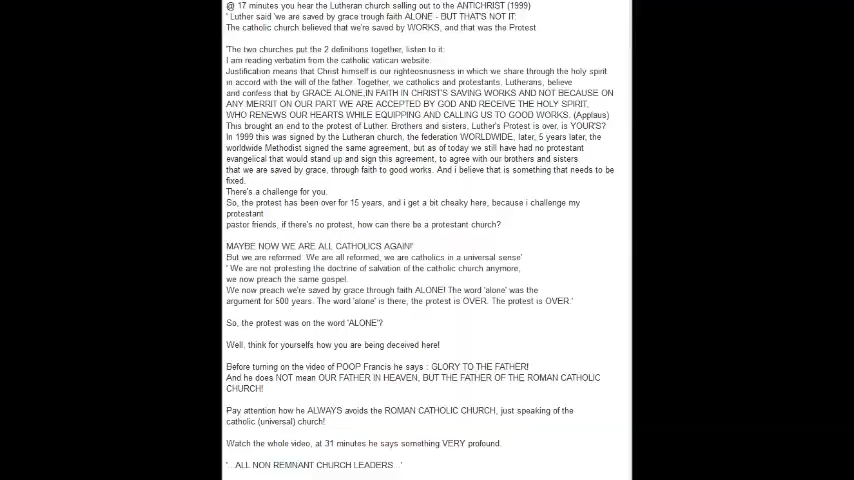 @ 17 minutes you hear the Lutheran church selling out to the ANTICHRIST (1999)
' Luther said 'we are saved by grace trough faith ALONE - BUT THAT'S NOT IT:
The catholic church believed that we're saved by WORKS, and that was the Protest
'The two churches put the 2 definitions together, listen to it:
I am reading verbatim from the catholic vatican website:
Justification means that Christ himself is our righteosnusness in which we share through the holy spirit
in accord with the will of the father. Together, we catholics and protestants. Lutherans, believe
and confess that by GRACE ALONE,IN FAITH IN CHRIST'S SAVING WORKS AND NOT BECAUSE ON
ANY MERRIT ON OUR PART WE ARE ACCEPTED BY GOD AND RECEIVE THE HOLY SPIRIT,
WHO RENEWS OUR HEARTS WHILE EQUIPPING AND CALLING US TO GOOD WORKS. (Applaus)
This brought an end to the protest of Luther. Brothers and sisters, Luther's Protest is over, is YOUR'S?
In 1999 this was signed by the Lutheran church, the federation WORLDWIDE, later, 5 years later, the
worldwide Methodist signed the same agreement, but as of today we still have had no protestant
evangelical that would stand up and sign this agreement, to agree with our brothers and sisters
that we are saved by grace, through faith to good works. And i believe that is something that needs to be
fixed.
There's a challenge for you.
So, the protest has been over for 15 years, and i get a bit cheaky here, because i challenge my
protestant
pastor friends, if there's no protest, how can there be a protestant church?
MAYBE NOW WE ARE ALL CATHOLICS AGAIN!'
But we are reformed. We are all reformed, we are catholics in a universal sense'
' We are not protesting the doctrine of salvation of the catholic church anymore,
we now preach the same gospel.
We now preach we're saved by grace through faith ALONE! The word 'alone' was the
argument for 500 years. The word 'alone' is there, the protest is OVER. The protest is OVER.'
So, the protest was on the word 'ALONE'?
Well, think for yourselfs how you are being deceived here!
Before turning on the video of POOP Francis he says : GLORY TO THE FATHER!
And he does NOT mean OUR FATHER IN HEAVEN, BUT THE FATHER OF THE ROMAN CATHOLIC
CHURCH!
Pay attention how he ALWAYS avoids the ROMAN CATHOLIC CHURCH, just speaking of the
catholic (universal) church!
Watch the whole video, at 31 minutes he says something VERY profound.
'...ALL NON REMNANT CHURCH LEADERS...'